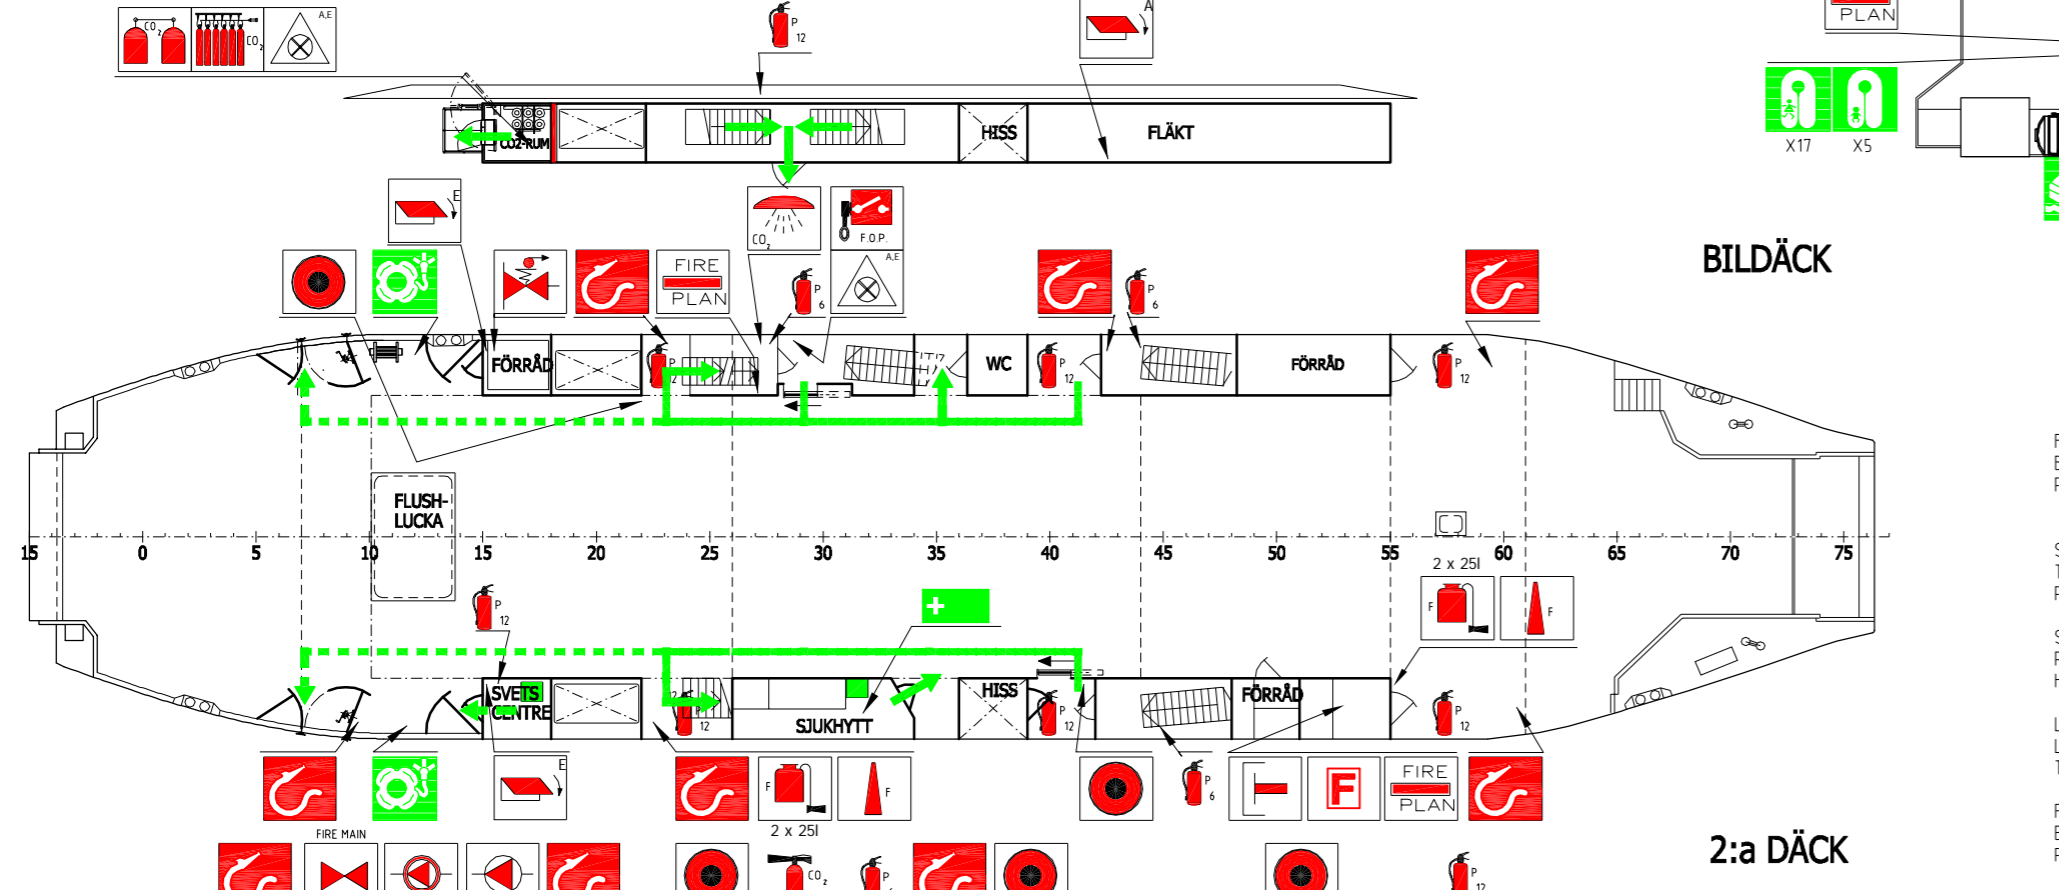 CO2
CO2
A,E
P
12
A
PLAN
X17
X5
CO2-RUM
HISS
FLÄKT
E
CO2
F.O.P.
A,E
FIRE
PLAN
P
6
P
6
BILDÄCK
FÖRRÅD
P
12
WC
P
12
FÖRRÅD
P
12
FLUSH-
LUCKA
15
0
5
10
15
20
25
30
35
40
45
50
55
60
65
70
75
2 x 25l
F
F
P
12
+
SVETS
CENTRE
P
12
SJUKHYTT
HISS
P
12
FÖRRÅD
P
12
E
F
F
2 x 25l
P
6
F
FIRE
PLAN
FIRE MAIN
CO2
P
P
12
2:a DÄCK